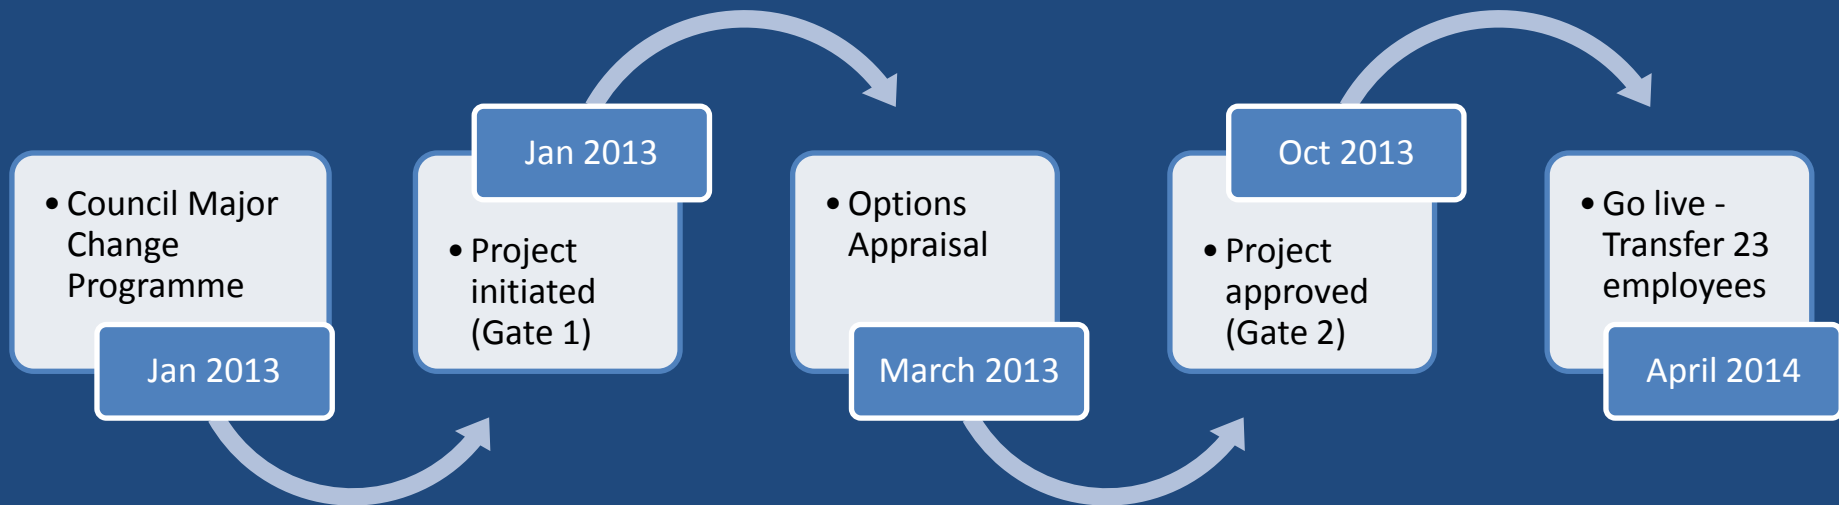 • Council Major
Change
Programme
Jan 2013
Jan 2013
• Project
initiated
(Gate 1)
• Options
Appraisal
March 2013
Oct 2013
• Project
approved
(Gate 2)
• Go live -
Transfer 23
employees
April 2014